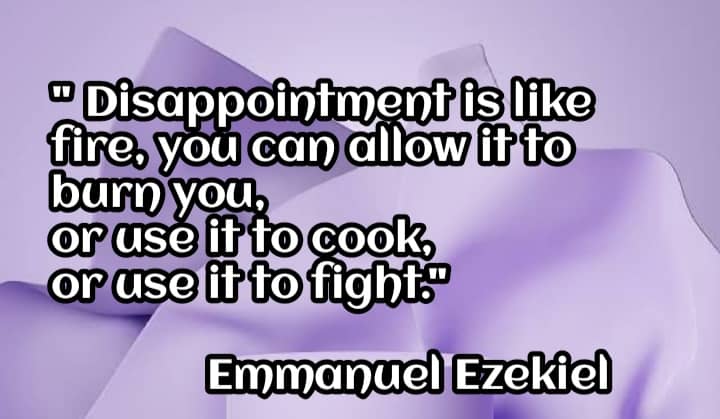 " Disappointment is like
fire, you can allow it to
burn you,
or use it to cook,
or use it to fight."
Emmanuel Ezekiel